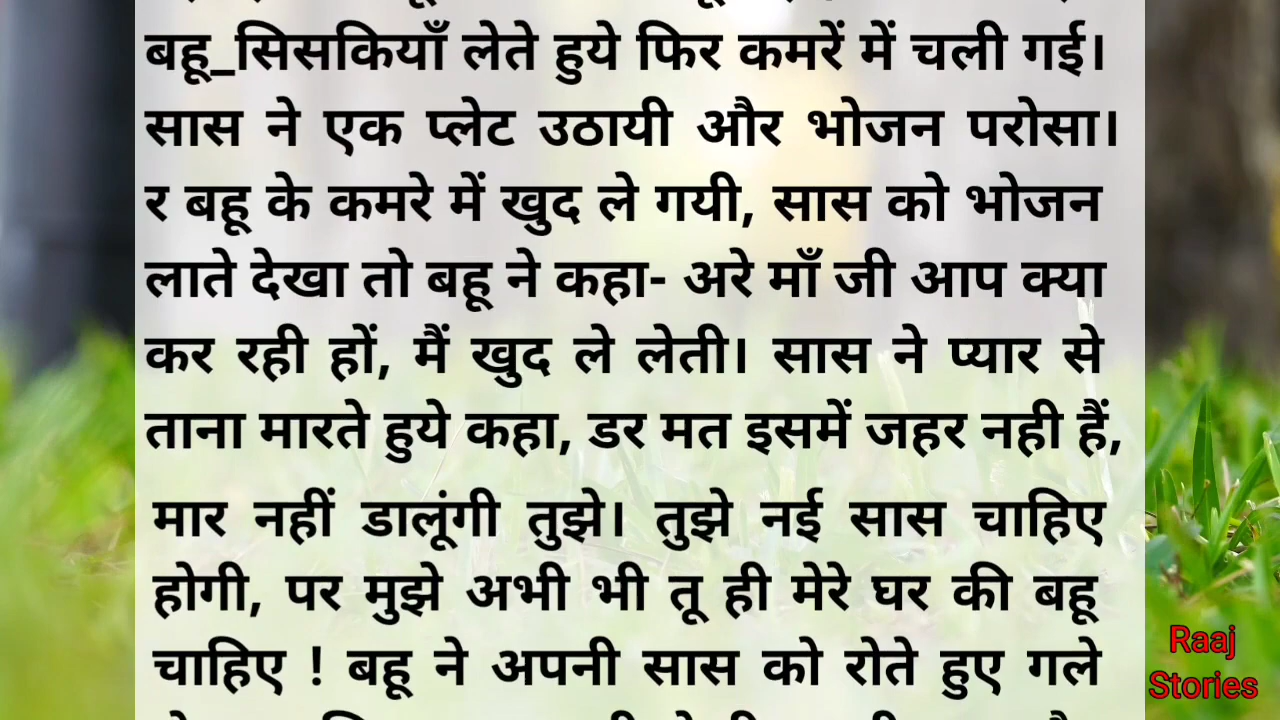 बहू_सिसकियाँ लेते हुये फिर कमरें में चली गई।
सास ने एक प्लेट उठायी और भोजन परोसा।
र बहू के कमरे में खुद ले गयी, सास को भोजन
लाते देखा तो बहू ने कहा- अरे माँ जी आप क्या
कर रही हों, मैं खुद ले लेती। सास ने प्यार से
ताना मारते हुये कहा, डर मत इसमें जहर नही हैं,
मार नहीं डालूंगी तुझे। तुझे नई सास चाहिए
होगी, पर मुझे अभी भी तू ही मेरे घर की बहू
चाहिए ! बहू ने अपनी सास को रोते हुए गले
Raaj
Stories